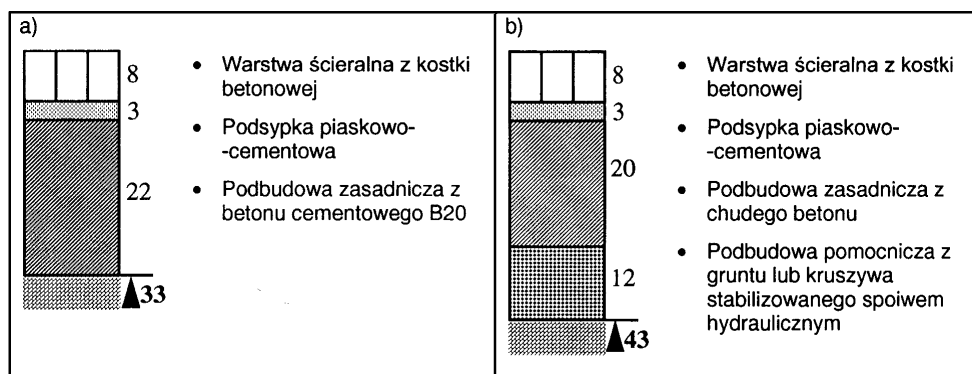 a)
8
3
22
33
• Warstwa ścieralna z kostki
betonowej
• Podsypka piaskowo-
-cementowa
• Podbudowa zasadnicza z
betonu cementowego B20
b)
8
3
20
12
43
• Warstwa ścieralna z kostki
betonowej
• Podsypka piaskowo-
-cementowa
• Podbudowa zasadnicza z
chudego betonu
• Podbudowa pomocnicza z
gruntu lub kruszywa
stabilizowanego spoiwem
hydraulicznym